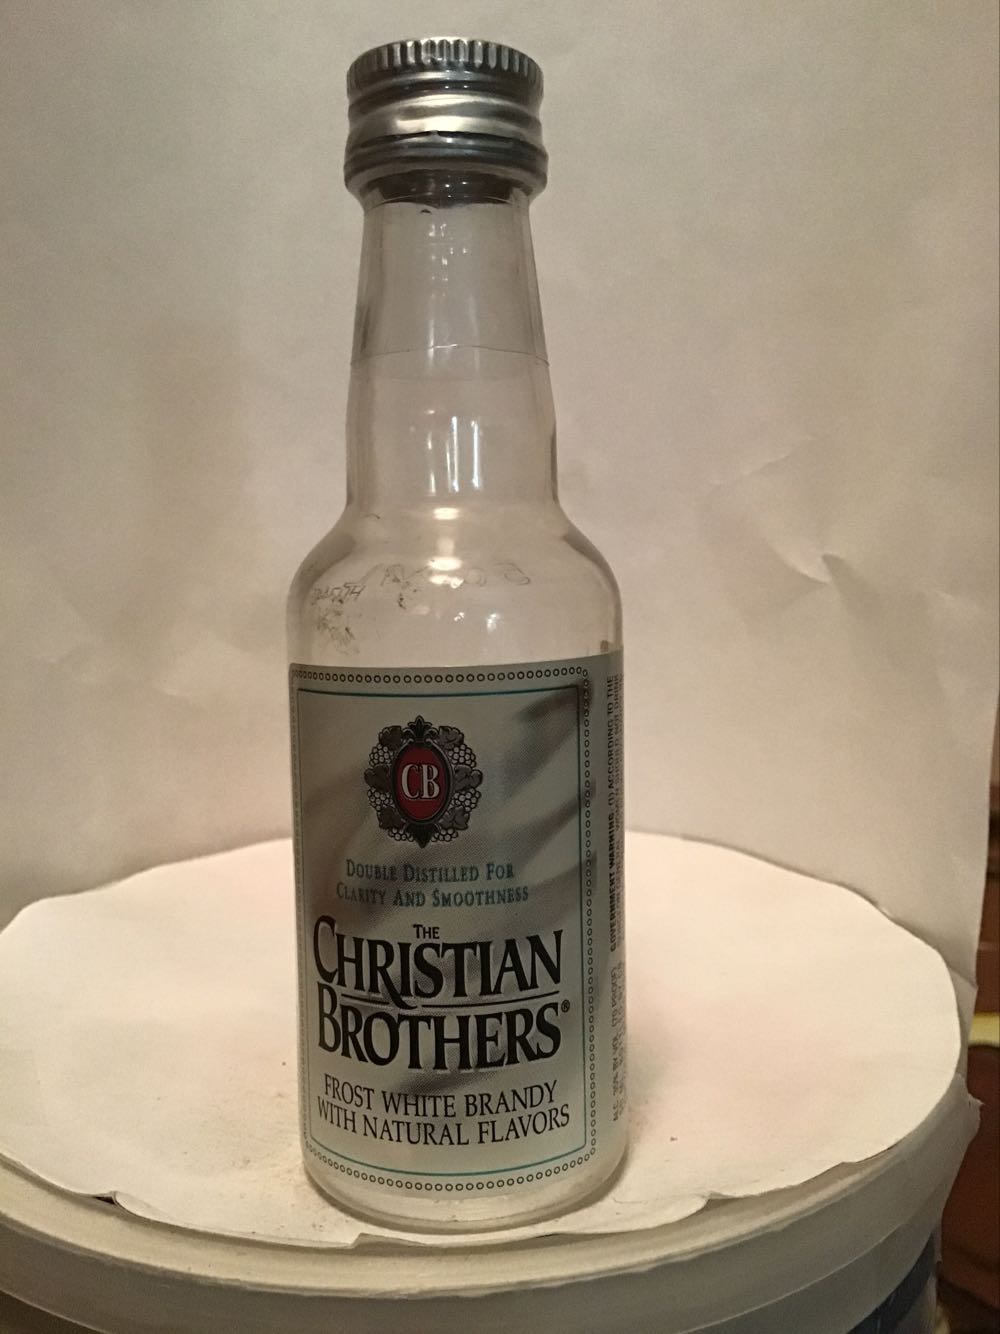 CB
DOUBLE DISTILLED FOR
CLARITY AND SMOOTHNESS
THE
CHRISTIAN
BROTHERS®
FROST WHITE BRANDY
WITH NATURAL FLAVORS
GOVERNMENT WARNING: (1) ACCORDING TO THE